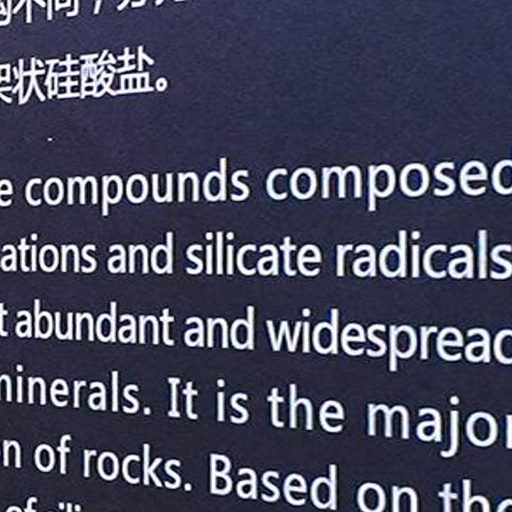 架状硅酸盐。
e compounds composed
ations and silicate radicals
t abundant and widespread
minerals. It is the major
n of rocks. Based on the
of